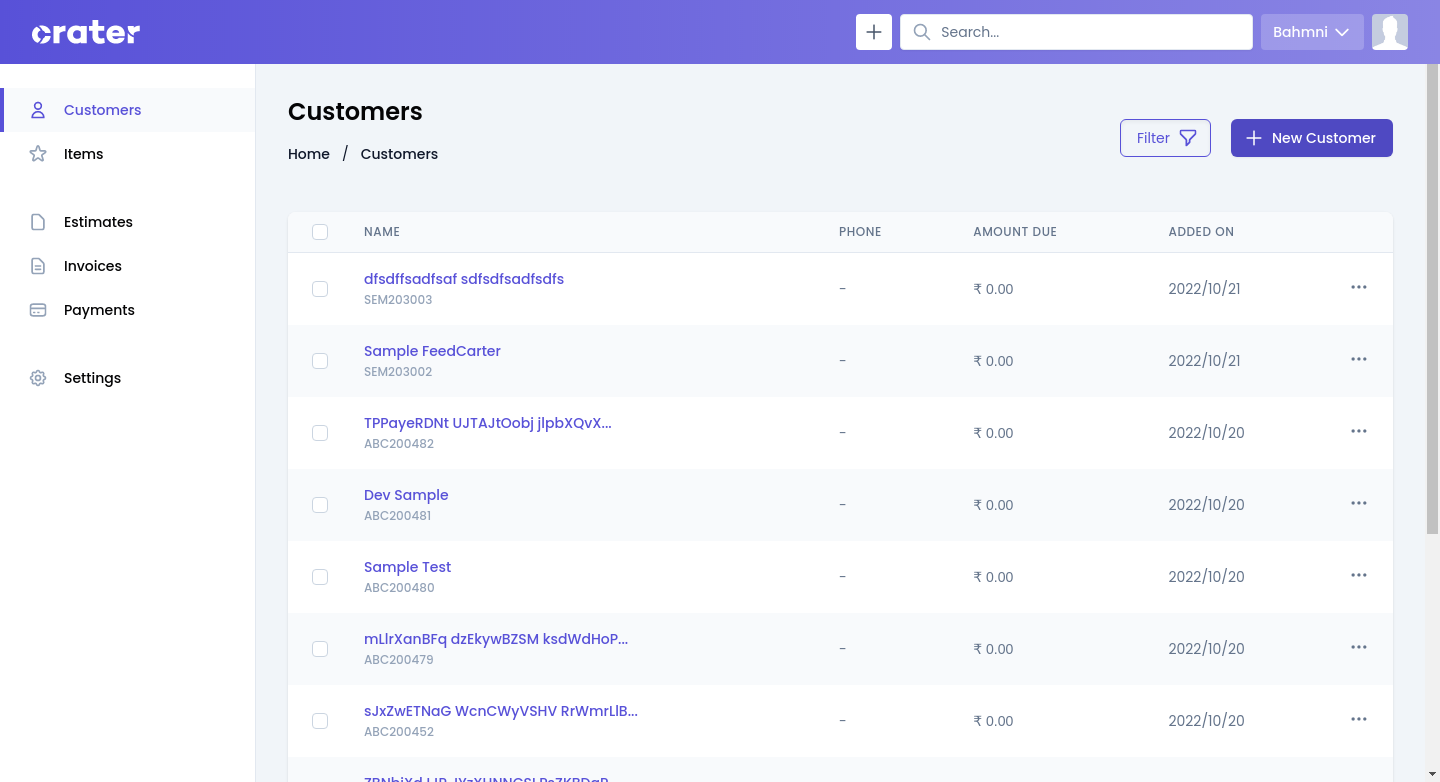 crater
Search...
Bahmni
Customers
Items
Estimates
Invoices
Payments
Settings
Customers
Home / Customers
Filter
New Customer
NAME PHONE AMOUNT DUE ADDED ON
dfsdffsadfsaf sdfsdfsadfsdfs
SEM203003
- ₹ 0.00 2022/10/21
Sample FeedCarter
SEM203002
- ₹ 0.00 2022/10/21
TPPayeRDNt UJTAJtOobj jlpbXQvX...
ABC200482
- ₹ 0.00 2022/10/20
Dev Sample
ABC200481
- ₹ 0.00 2022/10/20
Sample Test
ABC200480
- ₹ 0.00 2022/10/20
mLlrXanBFq dzEkywBZSM ksdWdHoP...
ABC200479
- ₹ 0.00 2022/10/20
sJxZwETNaG WcnCWyVSHV RrWmrLlB...
ABC200452
- ₹ 0.00 2022/10/20